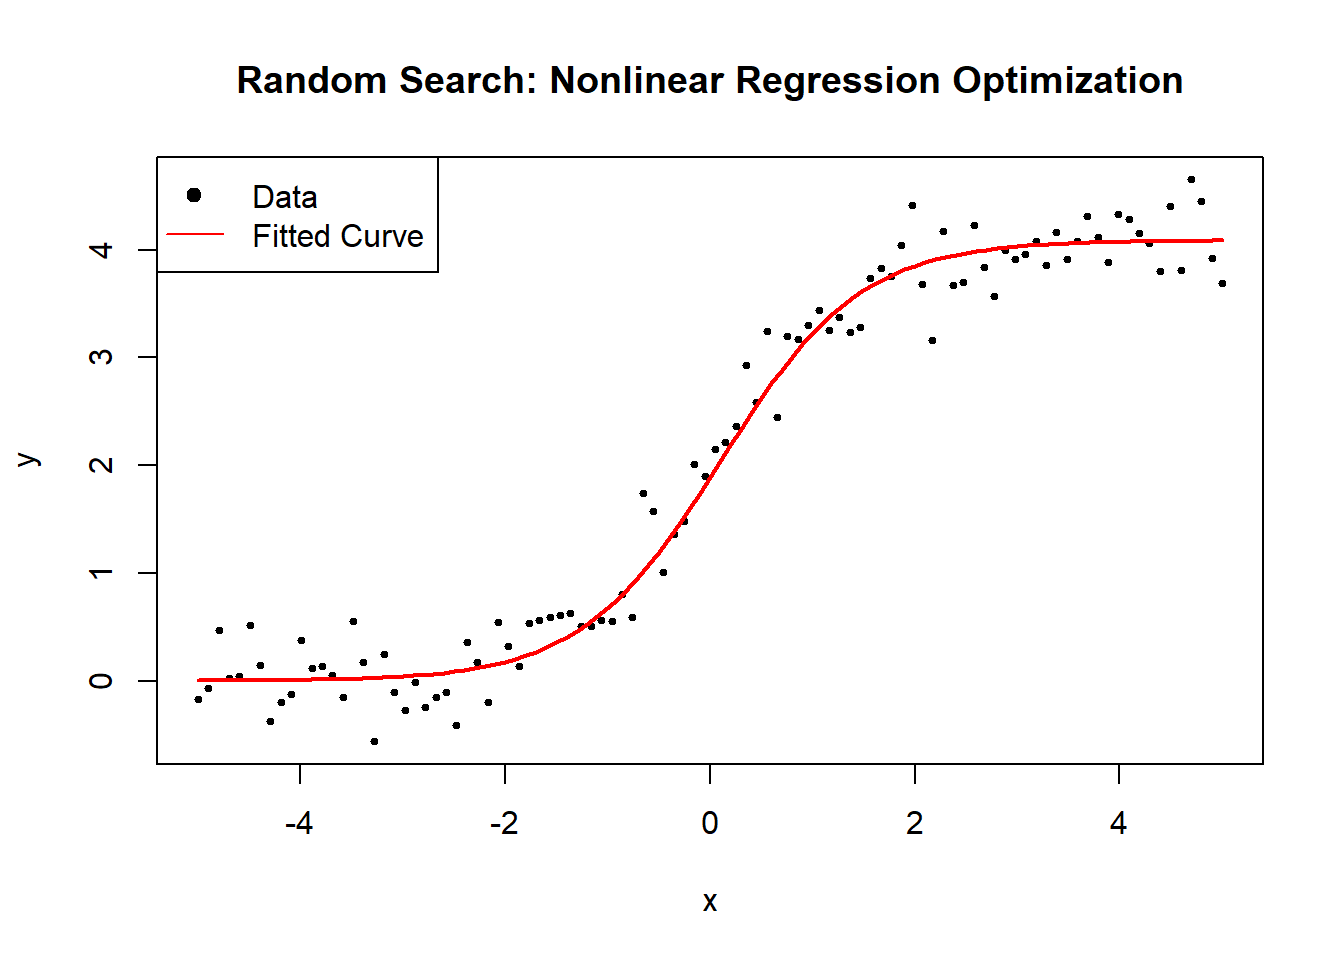 Random Search: Nonlinear Regression Optimization
Data
Fitted Curve
4
3
2
1
0
y
-4
-2
0
2
4
x